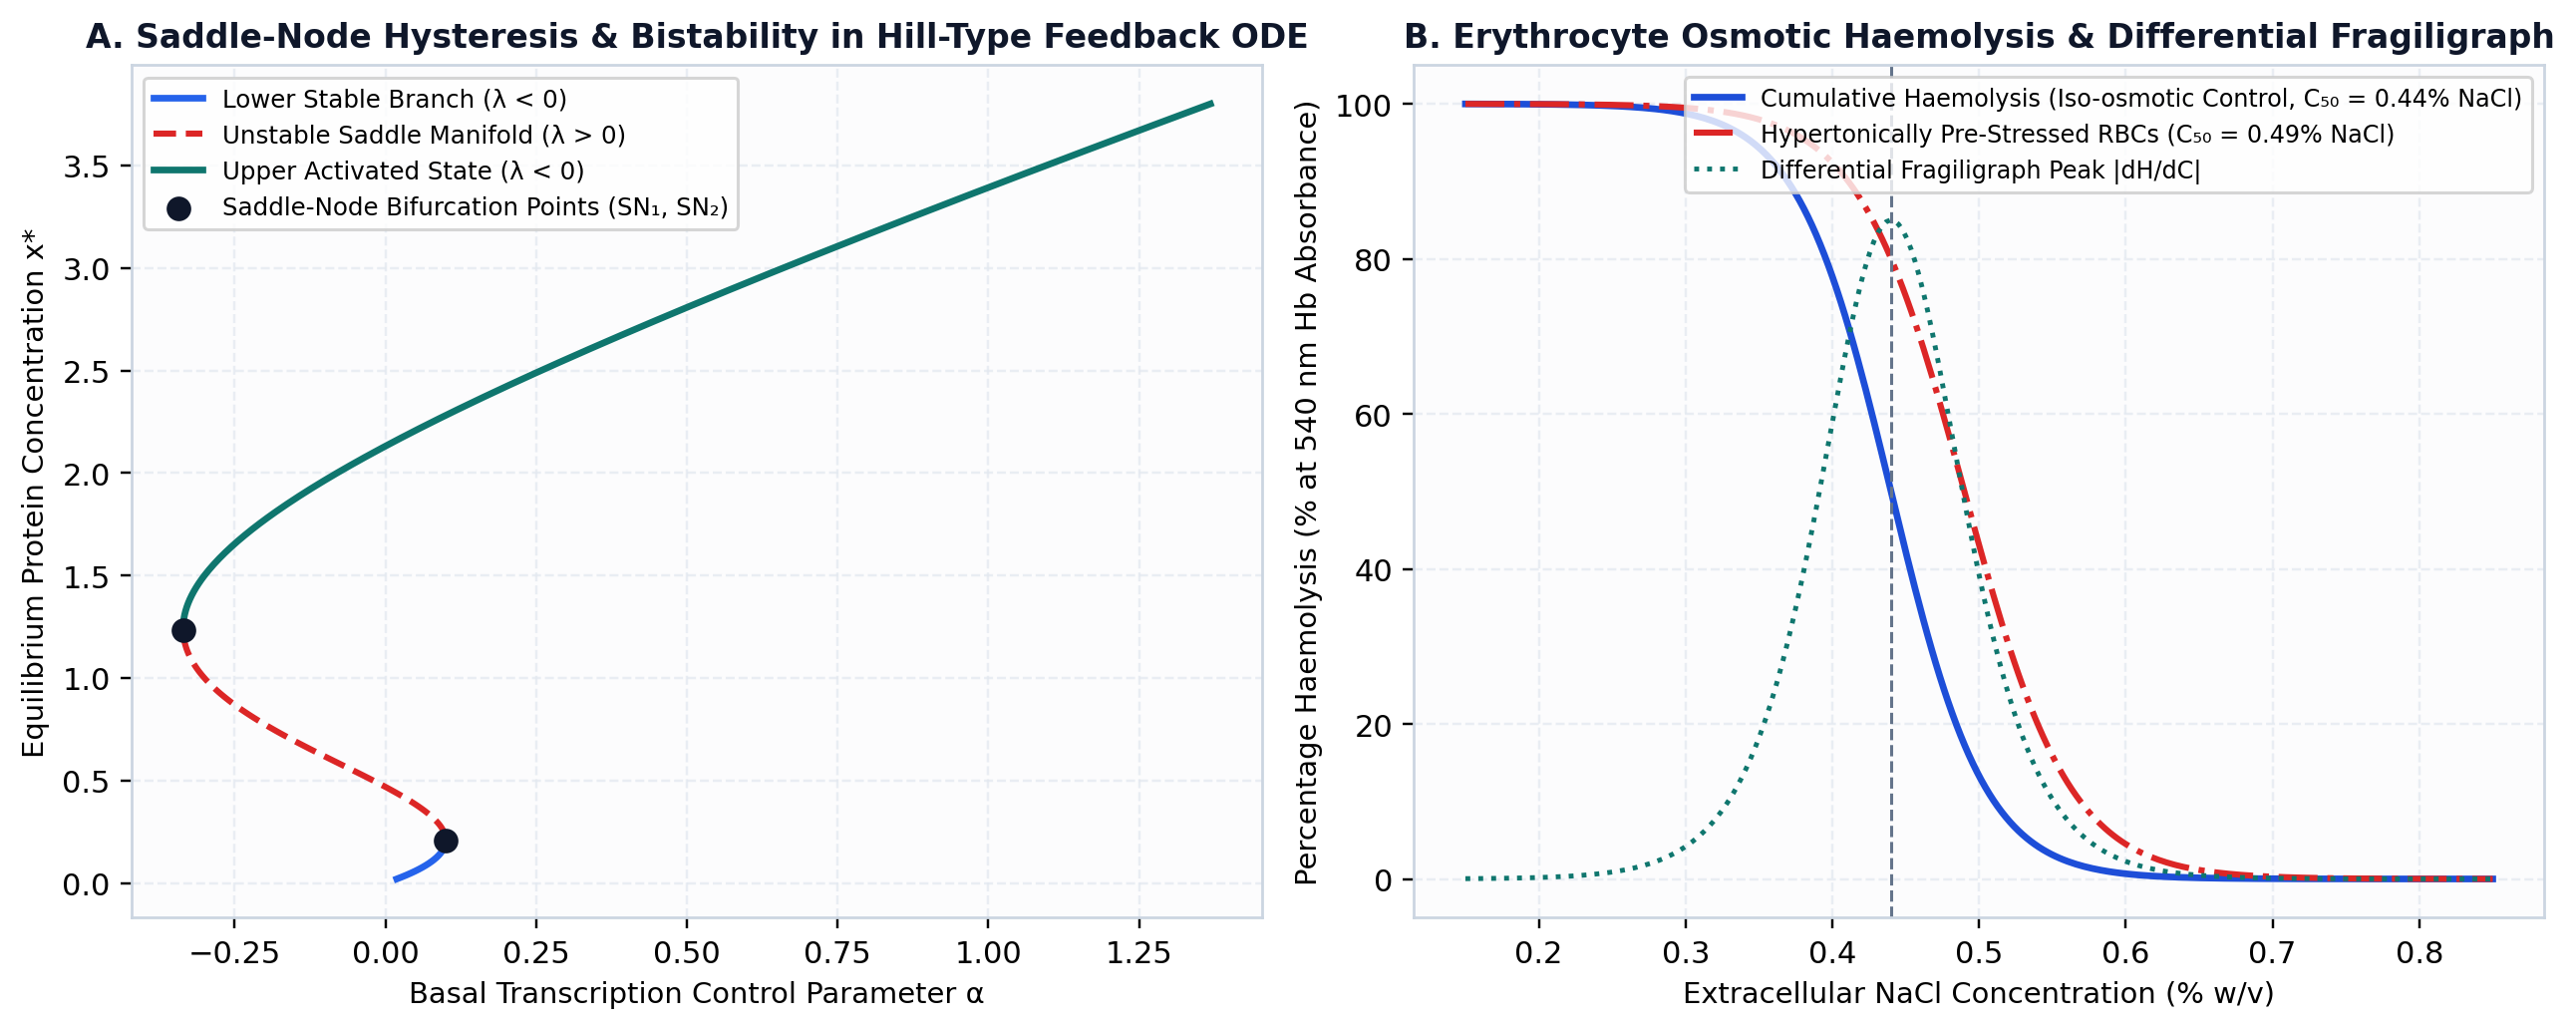 A. Saddle-Node Hysteresis & Bistability in Hill-Type Feedback ODE
Lower Stable Branch (λ < 0)
Unstable Saddle Manifold (λ > 0)
Upper Activated State (λ < 0)
Saddle-Node Bifurcation Points (SN₁, SN₂)
Equilibrium Protein Concentration x*
3.5
3.0
2.5
2.0
1.5
1.0
0.5
0.0
−0.25 0.00 0.25 0.50 0.75 1.00 1.25
Basal Transcription Control Parameter α
B. Erythrocyte Osmotic Haemolysis & Differential Fragiligraph
Cumulative Haemolysis (Iso-osmotic Control, C₅₀ = 0.44% NaCl)
Hypertonically Pre-Stressed RBCs (C₅₀ = 0.49% NaCl)
Differential Fragiligraph Peak |dH/dC|
Percentage Haemolysis (% at 540 nm Hb Absorbance)
100
80
60
40
20
0
0.2 0.3 0.4 0.5 0.6 0.7 0.8
Extracellular NaCl Concentration (% w/v)